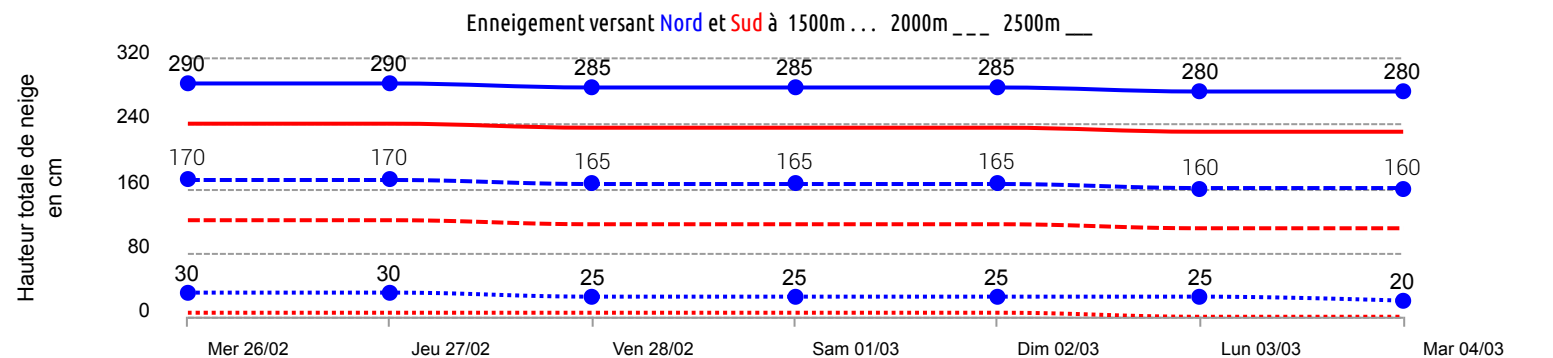 Enneigement versant Nord et Sud à 1500m . . . 2000m _ _ _ 2500m __
Hauteur totale de neige
en cm
320
240
160
80
0
290 290 285 285 285 280 280
170 170 165 165 165 160 160
30 30 25 25 25 25 20
Mer 26/02 Jeu 27/02 Ven 28/02 Sam 01/03 Dim 02/03 Lun 03/03 Mar 04/03